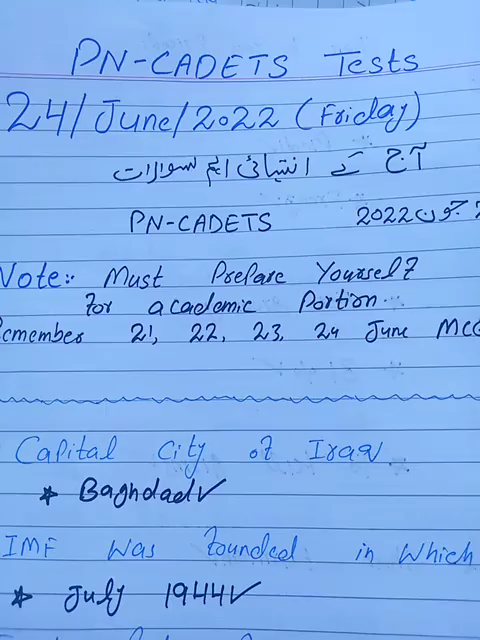 PN-CADETS Tests
24/June/2022 (Friday)
آج کے انتہائی اہم سوالات
PN-CADETS جون 2022
Note:: Must Prepare Yourself
for academic Portion..
21, 22, 23, 24 June
Capital City of Iraq
* Baghdad✓
IMF was founded in which
* July 1944✓